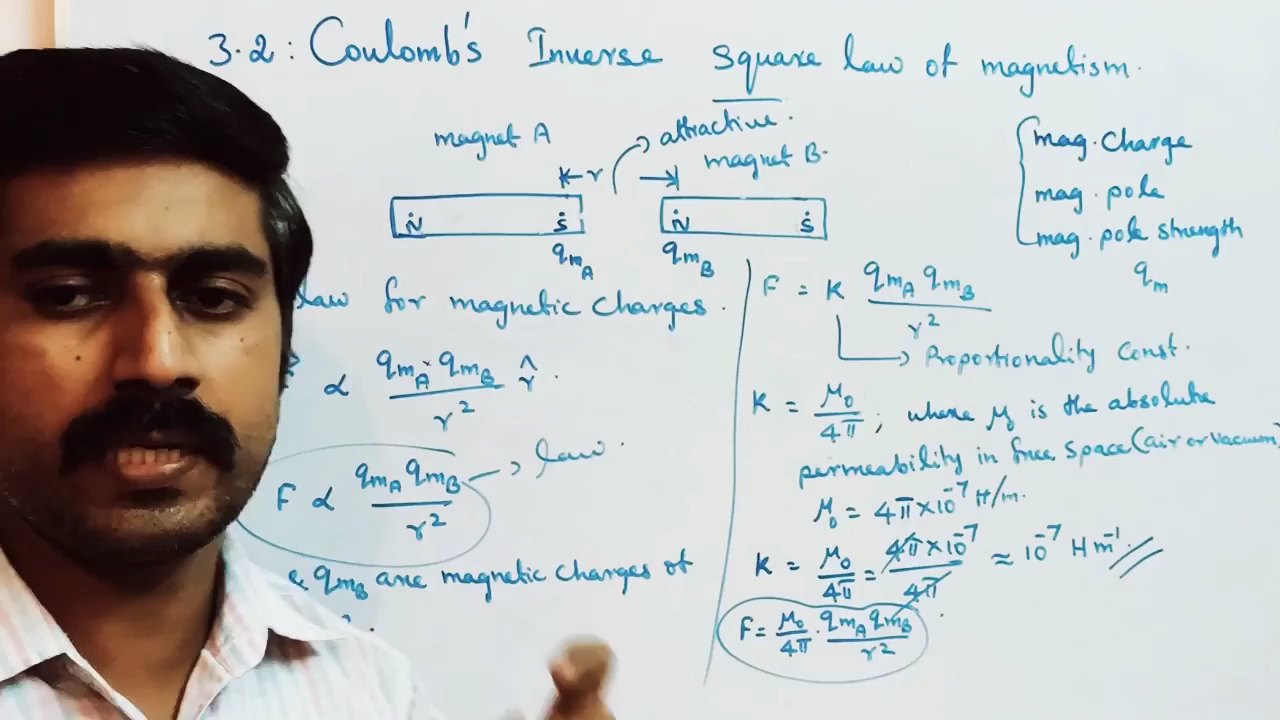 3.2: Coulomb's Inverse square law of magnetism.
magnet A
attractive.
magnet B.
r
N S
N S
qmA
qmB
law for magnetic charges.
∝ qmA × qmB / r² r̂.
F ∝ qmA qmB / r² → law.
& qmB are magnetic charges of
mag. charge
mag. pole
mag. pole strength
qm
F = K qmA qmB / r²
Proportionality const.
K = μ0 / 4π ; where μ0 is the absolute
permeability in free space (air or vacuum)
μ0 = 4π × 10⁻⁷ H/m.
K = μ0 / 4π = 4π × 10⁻⁷ / 4π ≈ 10⁻⁷ H m⁻¹
F = μ0 / 4π . qmA qmB / r² .